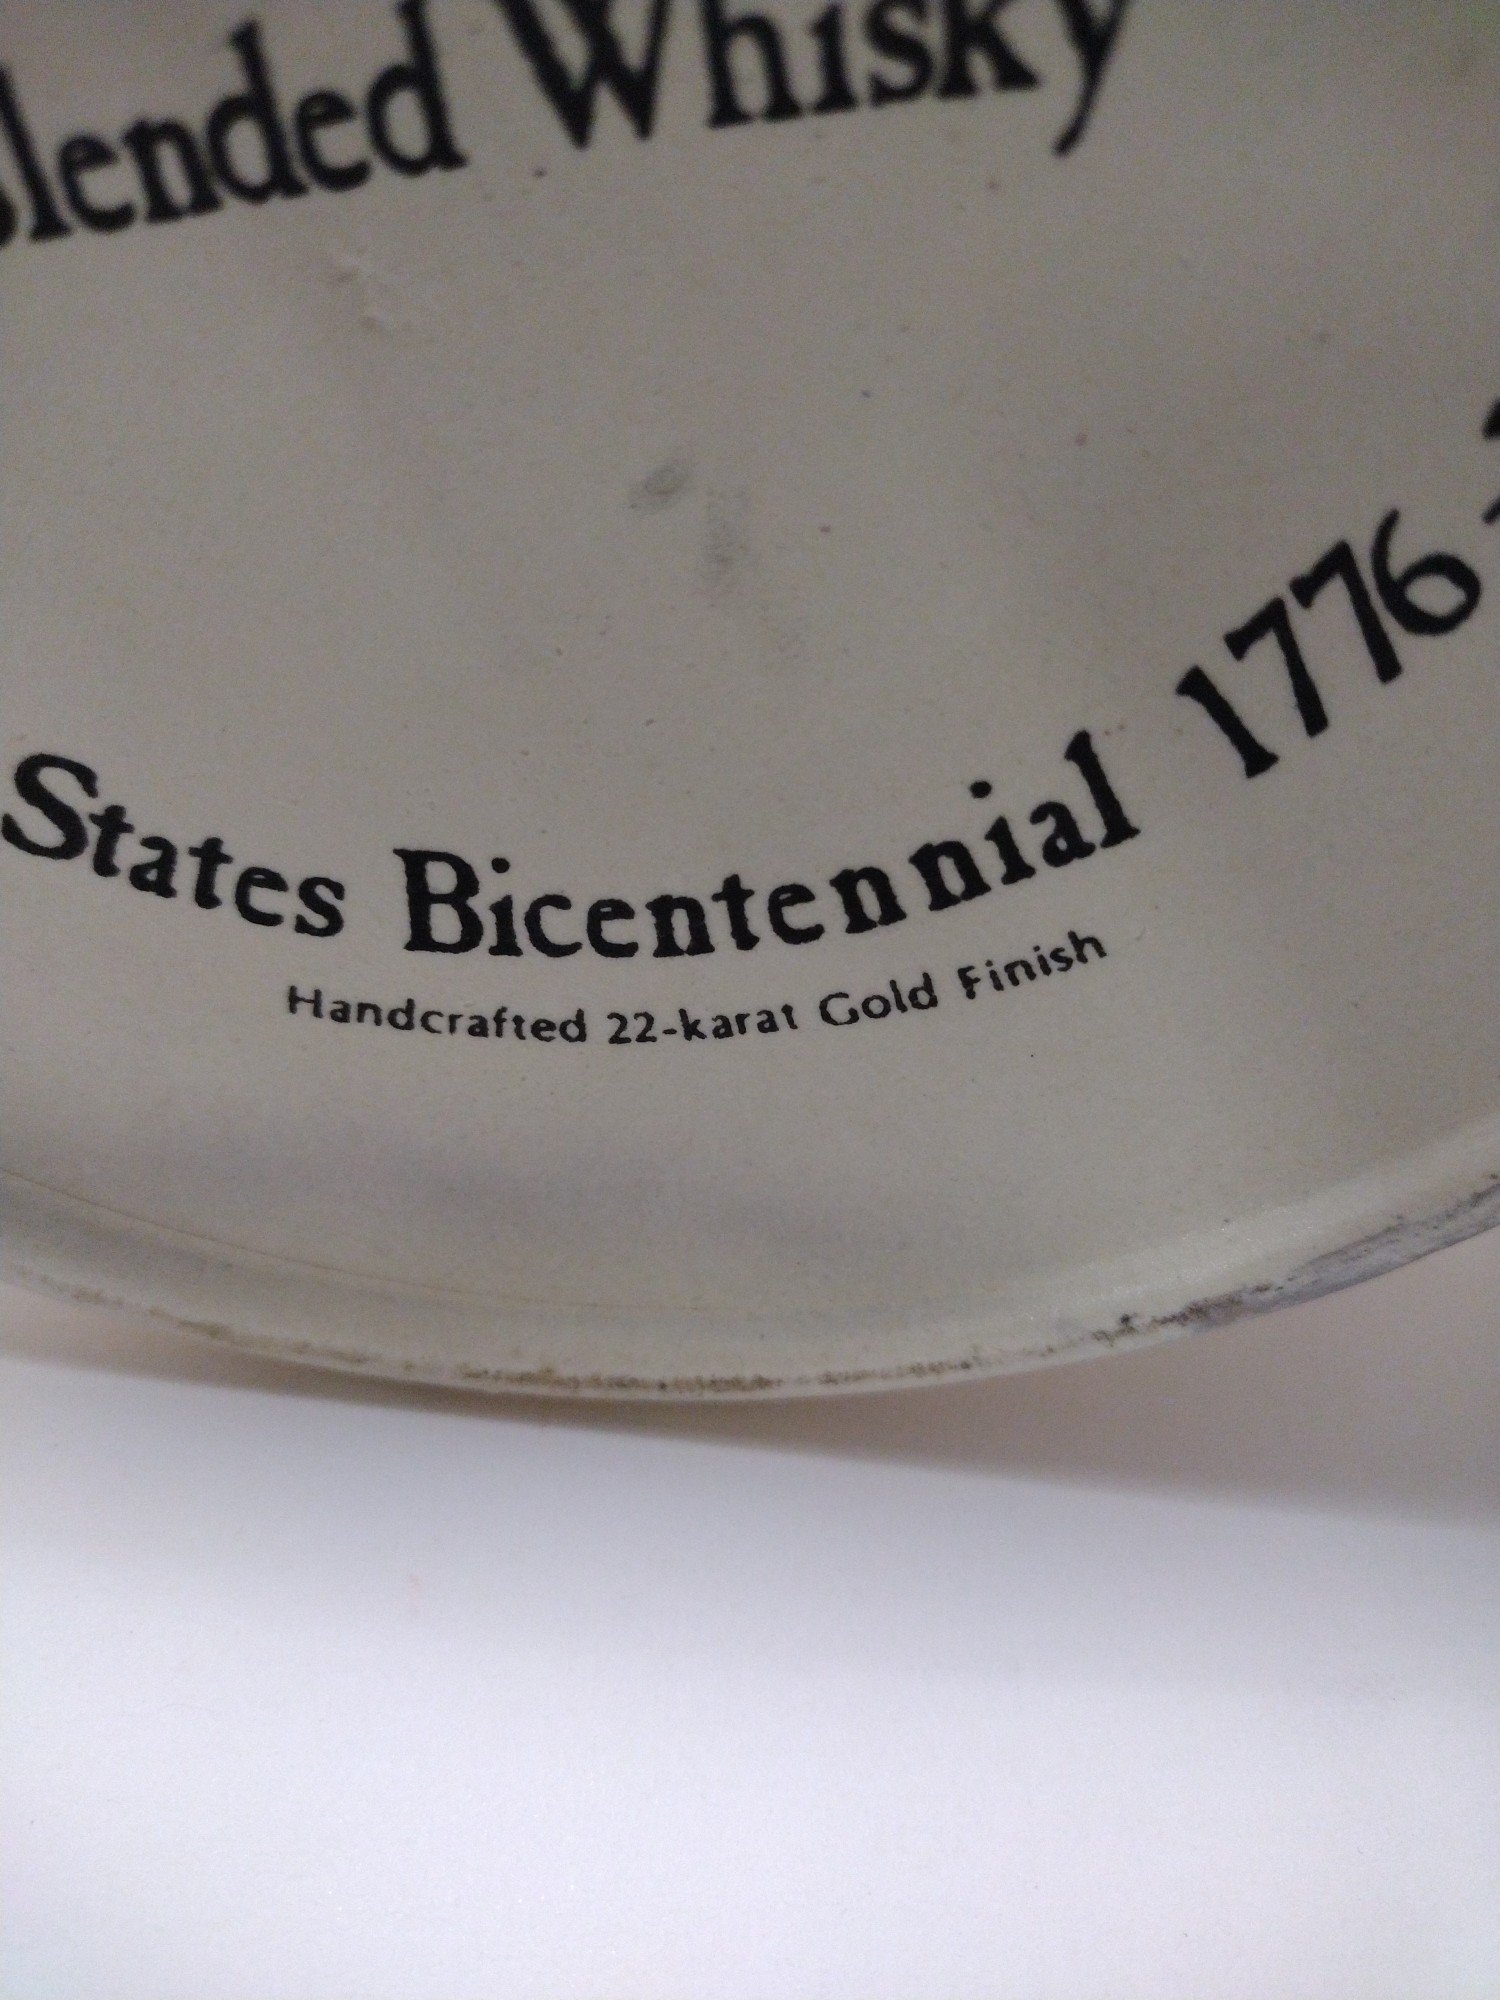 lended Whisky
States Bicentennial 1776
Handcrafted 22-karat Gold Finish